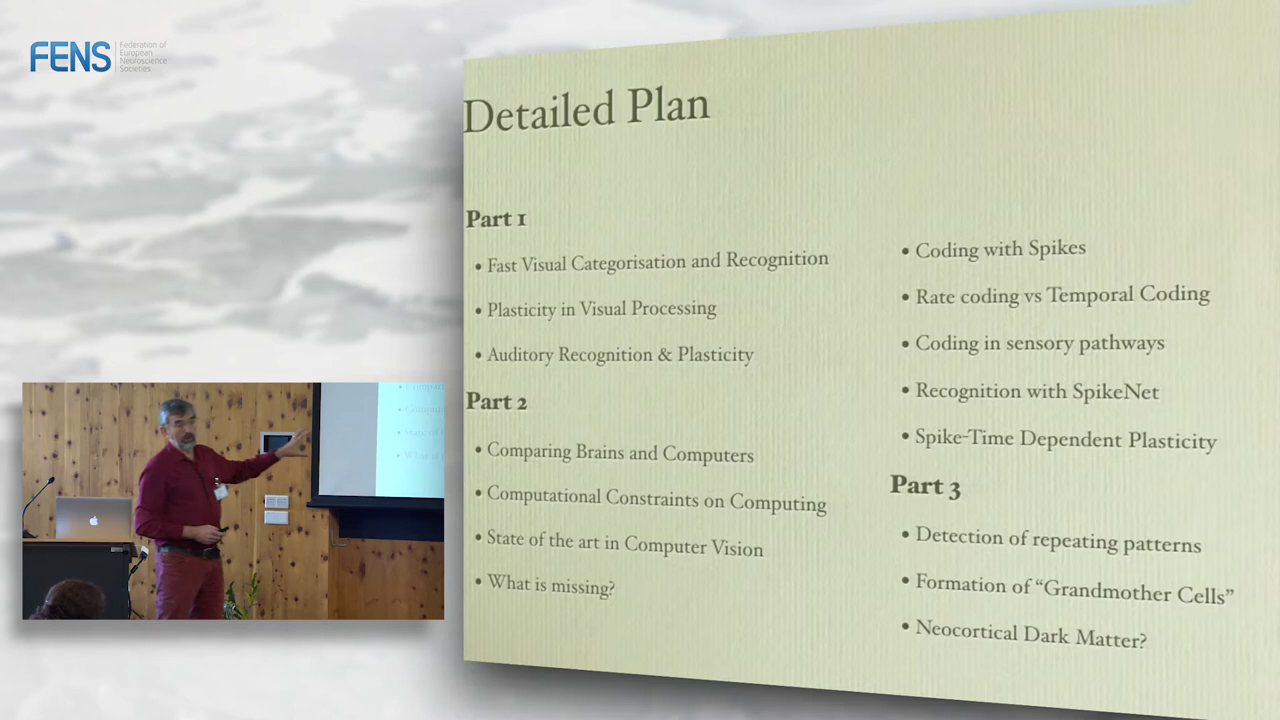 FENS
Federation of
European
Neuroscience
Societies
Detailed Plan
Part 1
• Fast Visual Categorisation and Recognition
• Plasticity in Visual Processing
• Auditory Recognition & Plasticity
Part 2
• Comparing Brains and Computers
• Computational Constraints on Computing
• State of the art in Computer Vision
• What is missing?
• Coding with Spikes
• Rate coding vs Temporal Coding
• Coding in sensory pathways
• Recognition with SpikeNet
• Spike-Time Dependent Plasticity
Part 3
• Detection of repeating patterns
• Formation of “Grandmother Cells”
• Neocortical Dark Matter?